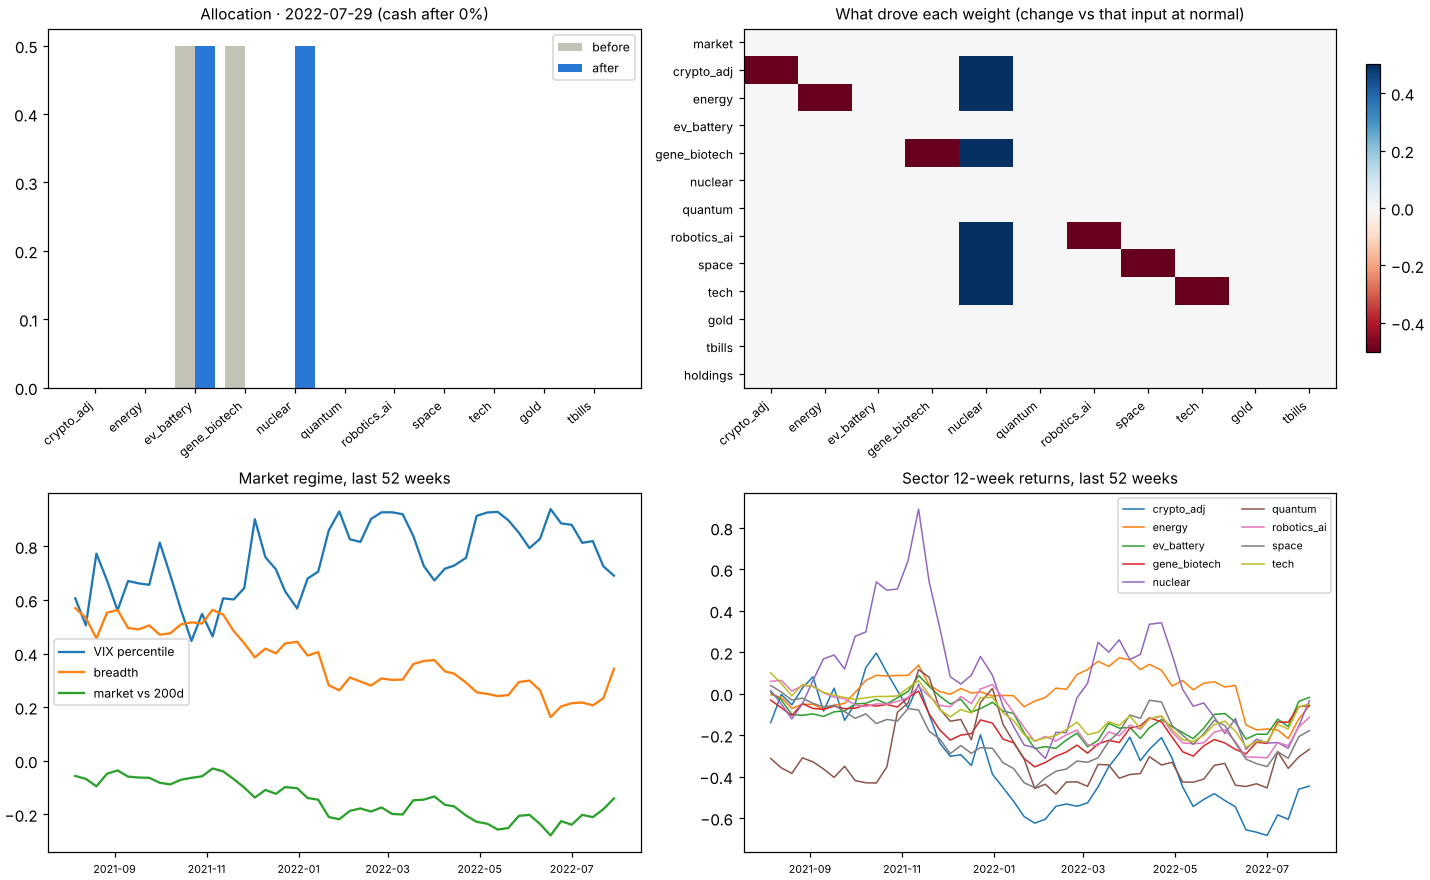 Allocation · 2022-07-29 (cash after 0%)
before
after
0.5
0.4
0.3
0.2
0.1
0.0
crypto_adj
energy
ev_battery
gene_biotech
nuclear
quantum
robotics_ai
space
tech
gold
tbills
What drove each weight (change vs that input at normal)
market
crypto_adj
energy
ev_battery
gene_biotech
nuclear
quantum
robotics_ai
space
tech
gold
tbills
holdings
crypto_adj
energy
ev_battery
gene_biotech
nuclear
quantum
robotics_ai
space
tech
gold
tbills
0.4
0.2
0.0
−0.2
−0.4
Market regime, last 52 weeks
0.8
0.6
0.4
0.2
0.0
−0.2
VIX percentile
breadth
market vs 200d
2021-09
2021-11
2022-01
2022-03
2022-05
2022-07
Sector 12-week returns, last 52 weeks
0.8
0.6
0.4
0.2
0.0
−0.2
−0.4
−0.6
crypto_adj
energy
ev_battery
gene_biotech
nuclear
quantum
robotics_ai
space
tech
2021-09
2021-11
2022-01
2022-03
2022-05
2022-07